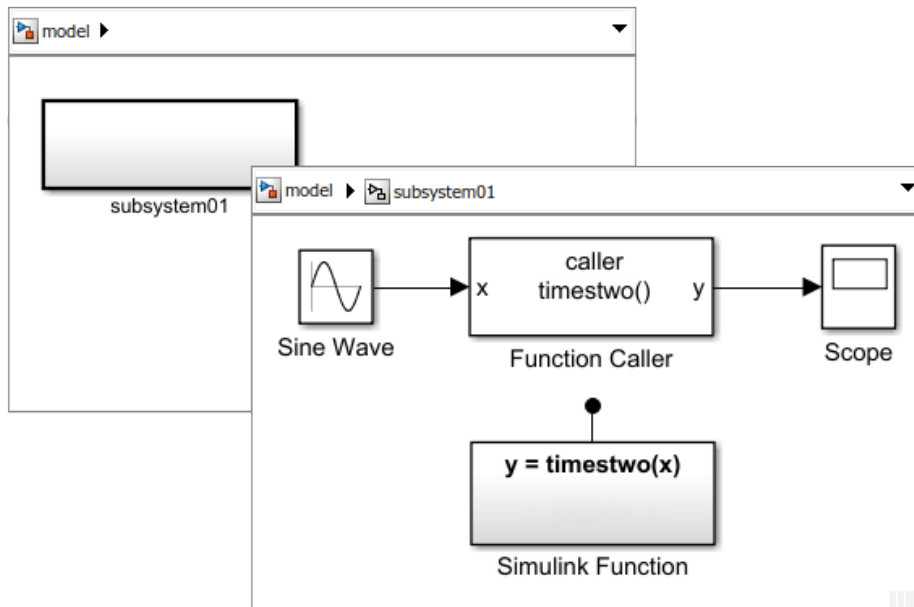 model
subsystem01
model subsystem01
caller
timestwo()
x
y
Sine Wave
Function Caller
Scope
y = timestwo(x)
Simulink Function